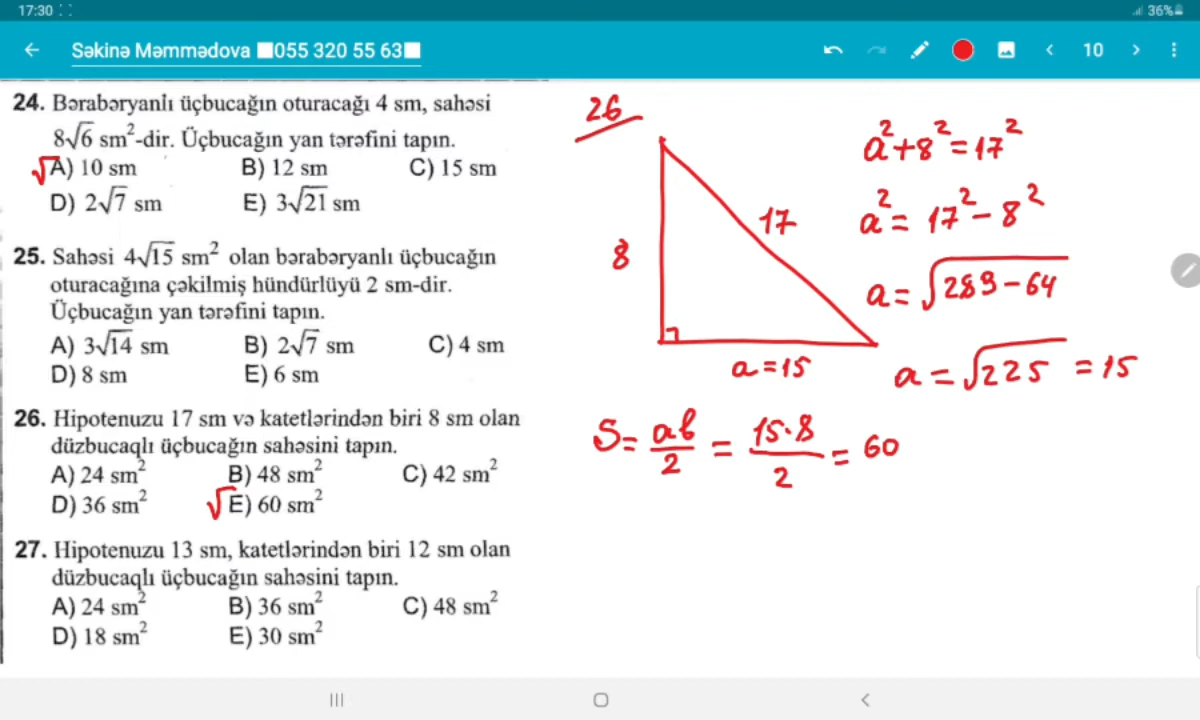 17:30
36%
Səkinə Məmmədova ■055 320 55 63■
10
24. Bərabəryanlı üçbucağın oturacağı 4 sm, sahəsi
8√6 sm²-dir. Üçbucağın yan tərəfini tapın.
√A) 10 sm B) 12 sm C) 15 sm
D) 2√7 sm E) 3√21 sm
25. Sahəsi 4√15 sm² olan bərabəryanlı üçbucağın
oturacağına çəkilmiş hündürlüyü 2 sm-dir.
Üçbucağın yan tərəfini tapın.
A) 3√14 sm B) 2√7 sm C) 4 sm
D) 8 sm E) 6 sm
26. Hipotenuzu 17 sm və katetlərindən biri 8 sm olan
düzbucaqlı üçbucağın sahəsini tapın.
A) 24 sm² B) 48 sm² C) 42 sm²
D) 36 sm² √E) 60 sm²
27. Hipotenuzu 13 sm, katetlərindən biri 12 sm olan
düzbucaqlı üçbucağın sahəsini tapın.
A) 24 sm² B) 36 sm² C) 48 sm²
D) 18 sm² E) 30 sm²
26
8
17
a=15
a²+8²=17²
a²= 17²-8²
a=√289-64
a=√225 =15
S= ab/2 = 15·8/2 = 60